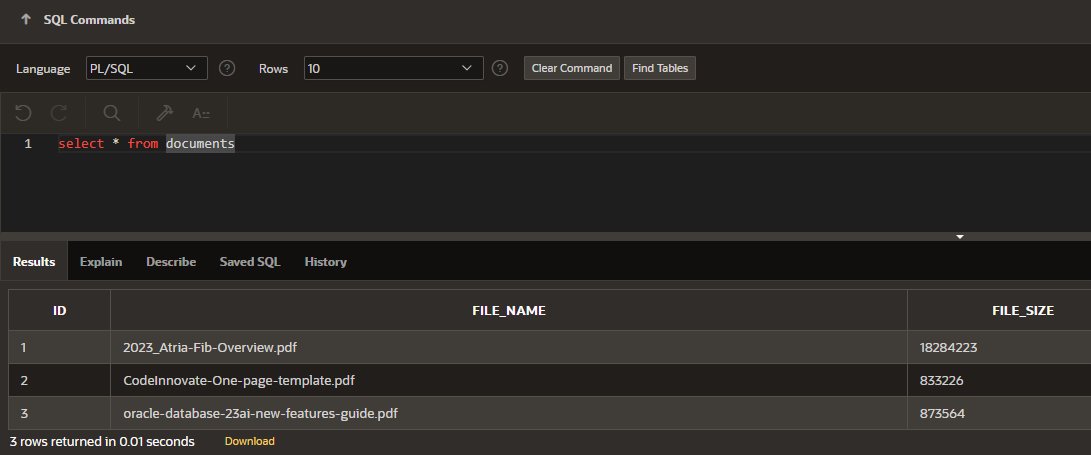 SQL Commands
Language PL/SQL ? Rows 10 ? Clear Command Find Tables
A::
1 select * from documents
Results Explain Describe Saved SQL History
ID FILE_NAME FILE_SIZE
1 2023_Atria-Fib-Overview.pdf 18284223
2 CodeInnovate-One-page-template.pdf 833226
3 oracle-database-23ai-new-features-guide.pdf 873564
3 rows returned in 0.01 seconds Download